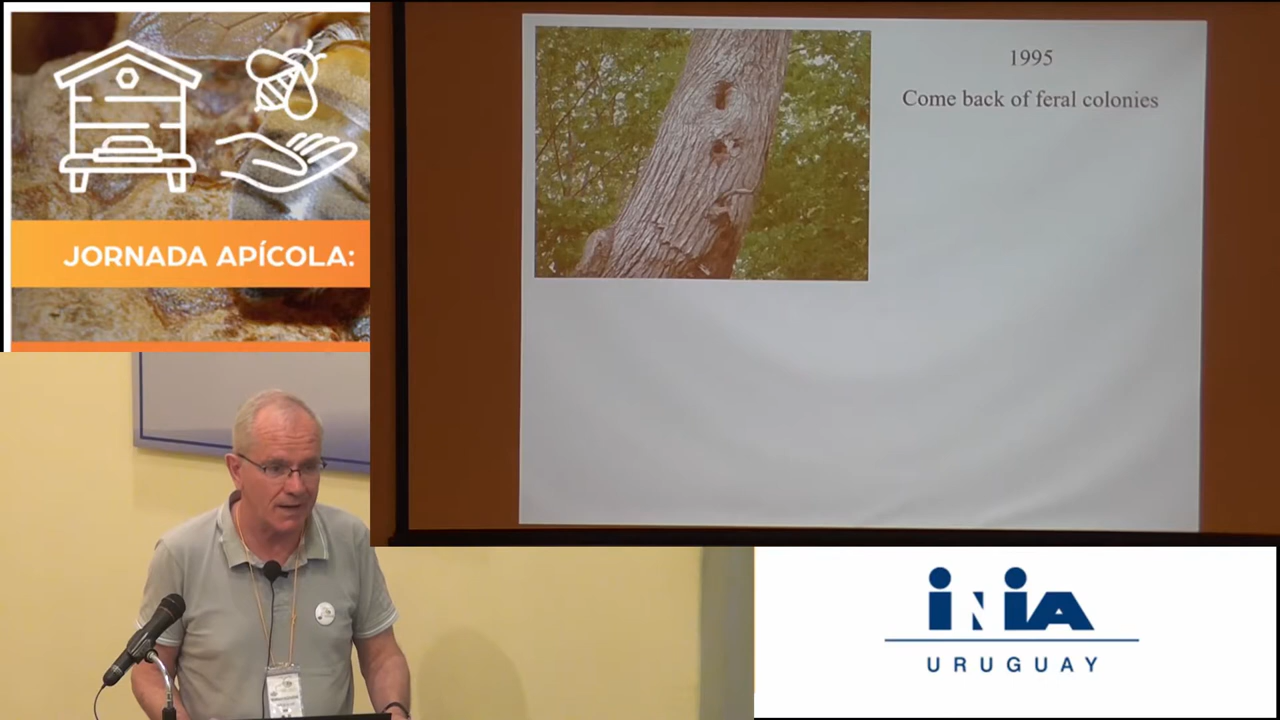 JORNADA APÍCOLA:
1995
Come back of feral colonies
INIA
URUGUAY